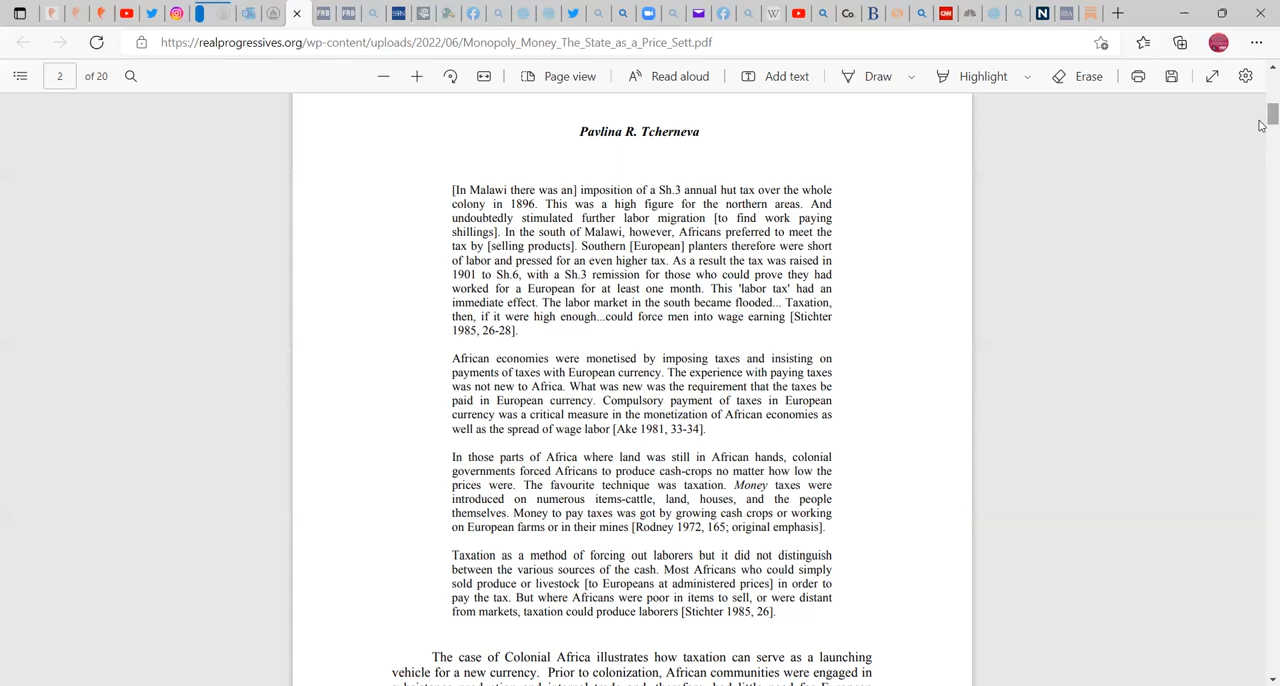 FRB
FRB
SSRN
W
Co.
B
CNN
N
SSA
https://realprogressives.org/wp-content/uploads/2022/06/Monopoly_Money_The_State_as_a_Price_Sett.pdf
2
of 20
Page view
Read aloud
Add text
Draw
Highlight
Erase
Pavlina R. Tcherneva
[In Malawi there was an] imposition of a Sh.3 annual hut tax over the whole
colony in 1896. This was a high figure for the northern areas. And
undoubtedly stimulated further labor migration [to find work paying
shillings]. In the south of Malawi, however, Africans preferred to meet the
tax by [selling products]. Southern [European] planters therefore were short
of labor and pressed for an even higher tax. As a result the tax was raised in
1901 to Sh.6, with a Sh.3 remission for those who could prove they had
worked for a European for at least one month. This 'labor tax' had an
immediate effect. The labor market in the south became flooded... Taxation,
then, if it were high enough...could force men into wage earning [Stichter
1985, 26-28].
African economies were monetised by imposing taxes and insisting on
payments of taxes with European currency. The experience with paying taxes
was not new to Africa. What was new was the requirement that the taxes be
paid in European currency. Compulsory payment of taxes in European
currency was a critical measure in the monetization of African economies as
well as the spread of wage labor [Ake 1981, 33-34].
In those parts of Africa where land was still in African hands, colonial
governments forced Africans to produce cash-crops no matter how low the
prices were. The favourite technique was taxation. Money taxes were
introduced on numerous items-cattle, land, houses, and the people
themselves. Money to pay taxes was got by growing cash crops or working
on European farms or in their mines [Rodney 1972, 165; original emphasis].
Taxation as a method of forcing out laborers but it did not distinguish
between the various sources of the cash. Most Africans who could simply
sold produce or livestock [to Europeans at administered prices] in order to
pay the tax. But where Africans were poor in items to sell, or were distant
from markets, taxation could produce laborers [Stichter 1985, 26].
The case of Colonial Africa illustrates how taxation can serve as a launching
vehicle for a new currency. Prior to colonization, African communities were engaged in
subsistence production and internal trade and, therefore, had little need for European